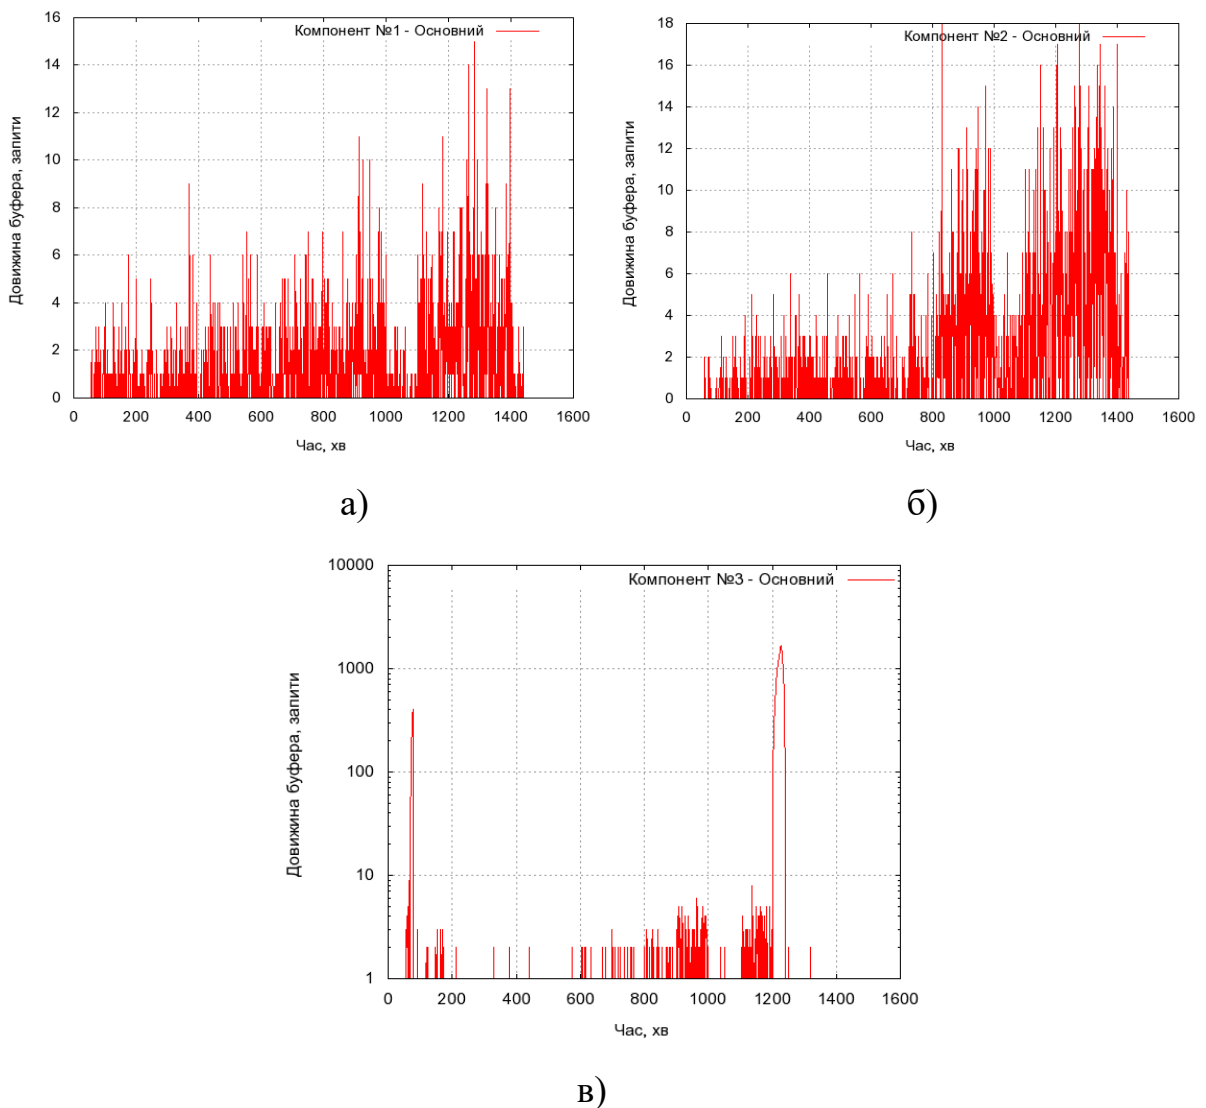 Компонент №1 - Основний
16
14
12
10
8
6
4
2
0
Довижина буфера, запити
0 200 400 600 800 1000 1200 1400 1600
Час, хв
а)
Компонент №2 - Основний
18
16
14
12
10
8
6
4
2
0
Довижина буфера, запити
0 200 400 600 800 1000 1200 1400 1600
Час, хв
б)
Компонент №3 - Основний
10000
1000
100
10
1
Довижина буфера, запити
0 200 400 600 800 1000 1200 1400 1600
Час, хв
в)